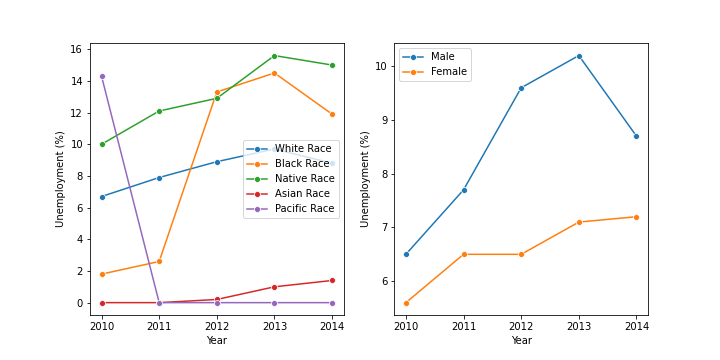 Unemployment (%)
16
14
12
10
8
6
4
2
0
White Race
Black Race
Native Race
Asian Race
Pacific Race
2010 2011 2012 2013 2014
Year
Unemployment (%)
10
9
8
7
6
Male
Female
2010 2011 2012 2013 2014
Year